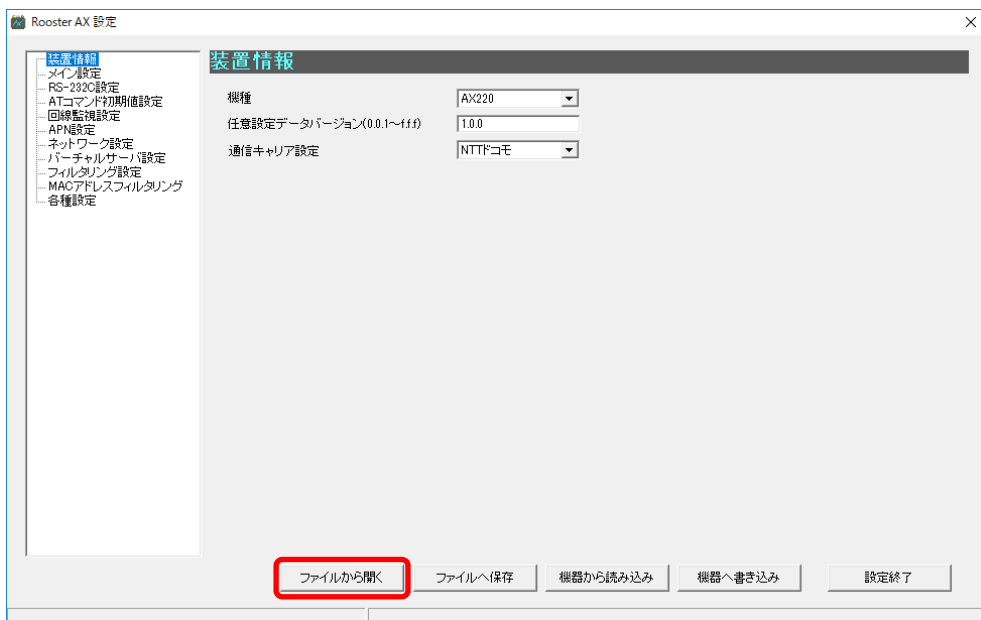 Rooster AX 設定
装置情報
メイン設定
RS-232C設定
ATコマンド初期値設定
回線監視設定
APN設定
ネットワーク設定
バーチャルサーバ設定
フィルタリング設定
MACアドレスフィルタリング
各種設定
装置情報
機種 AX220
任意設定データバージョン(0.0.1～f.f.f) 1.0.0
通信キャリア設定 NTTドコモ
ファイルから開く ファイルへ保存 機器から読み込み 機器へ書き込み 設定終了